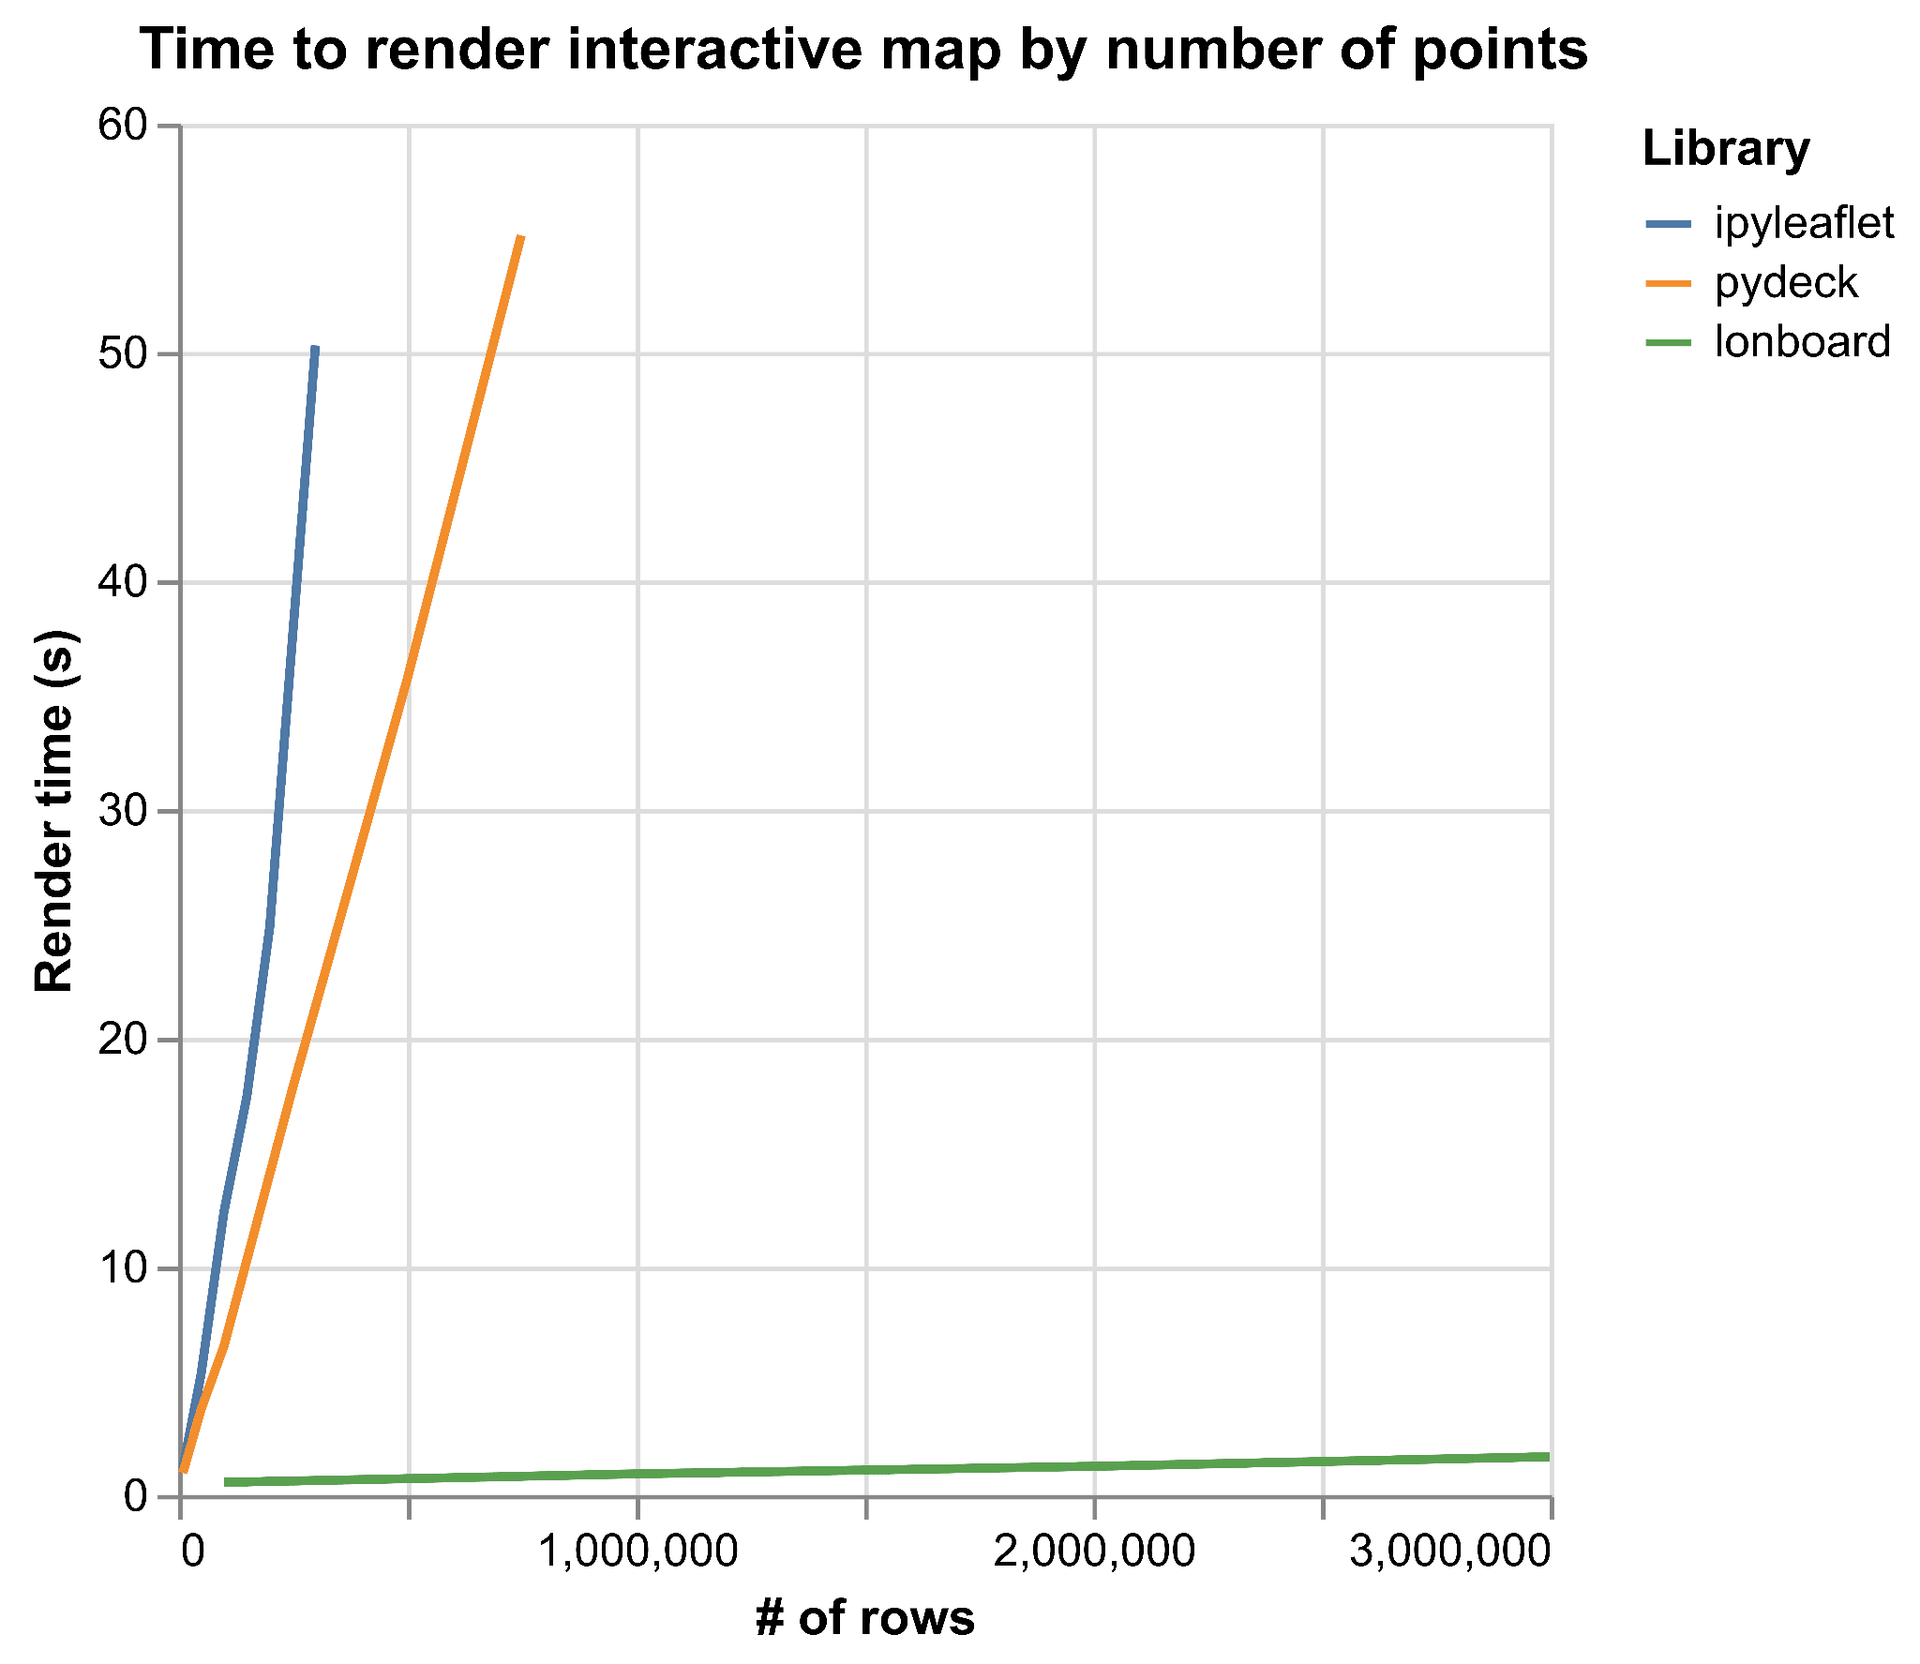 Time to render interactive map by number of points
60
50
40
30
20
10
0
Render time (s)
0
1,000,000
2,000,000
3,000,000
# of rows
Library
ipyleaflet
pydeck
lonboard